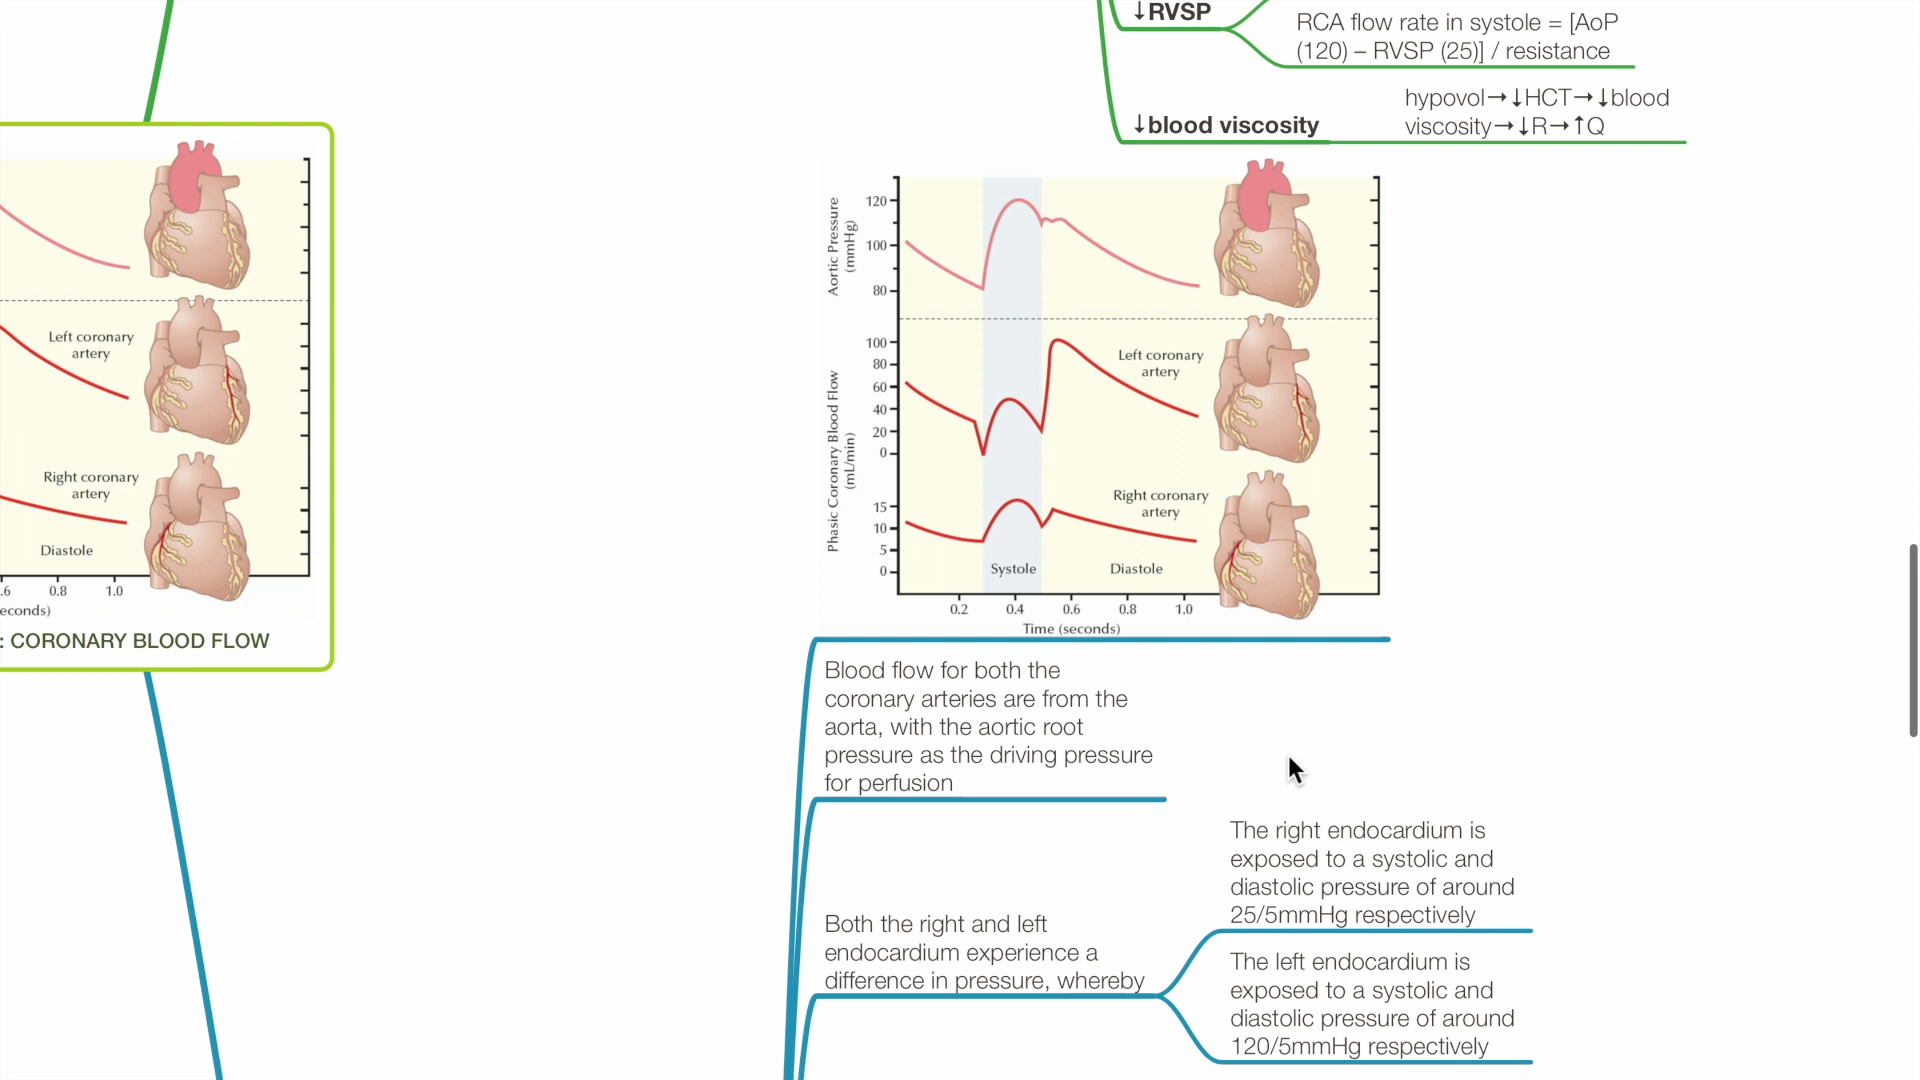 ↓RVSP
RCA flow rate in systole = [AoP
(120) – RVSP (25)] / resistance
↓blood viscosity
hypovol→↓HCT→↓blood
viscosity→↓R→↑Q
Left coronary
artery
Right coronary
artery
Diastole
.6 0.8 1.0
econds)
: CORONARY BLOOD FLOW
Aortic Pressure
(mmHg)
120
100
80
Phasic Coronary Blood Flow
(mL/min)
100
80
60
40
20
0
Left coronary
artery
15
10
5
0
Right coronary
artery
Systole Diastole
0.2 0.4 0.6 0.8 1.0
Time (seconds)
Blood flow for both the
coronary arteries are from the
aorta, with the aortic root
pressure as the driving pressure
for perfusion
Both the right and left
endocardium experience a
difference in pressure, whereby
The right endocardium is
exposed to a systolic and
diastolic pressure of around
25/5mmHg respectively
The left endocardium is
exposed to a systolic and
diastolic pressure of around
120/5mmHg respectively